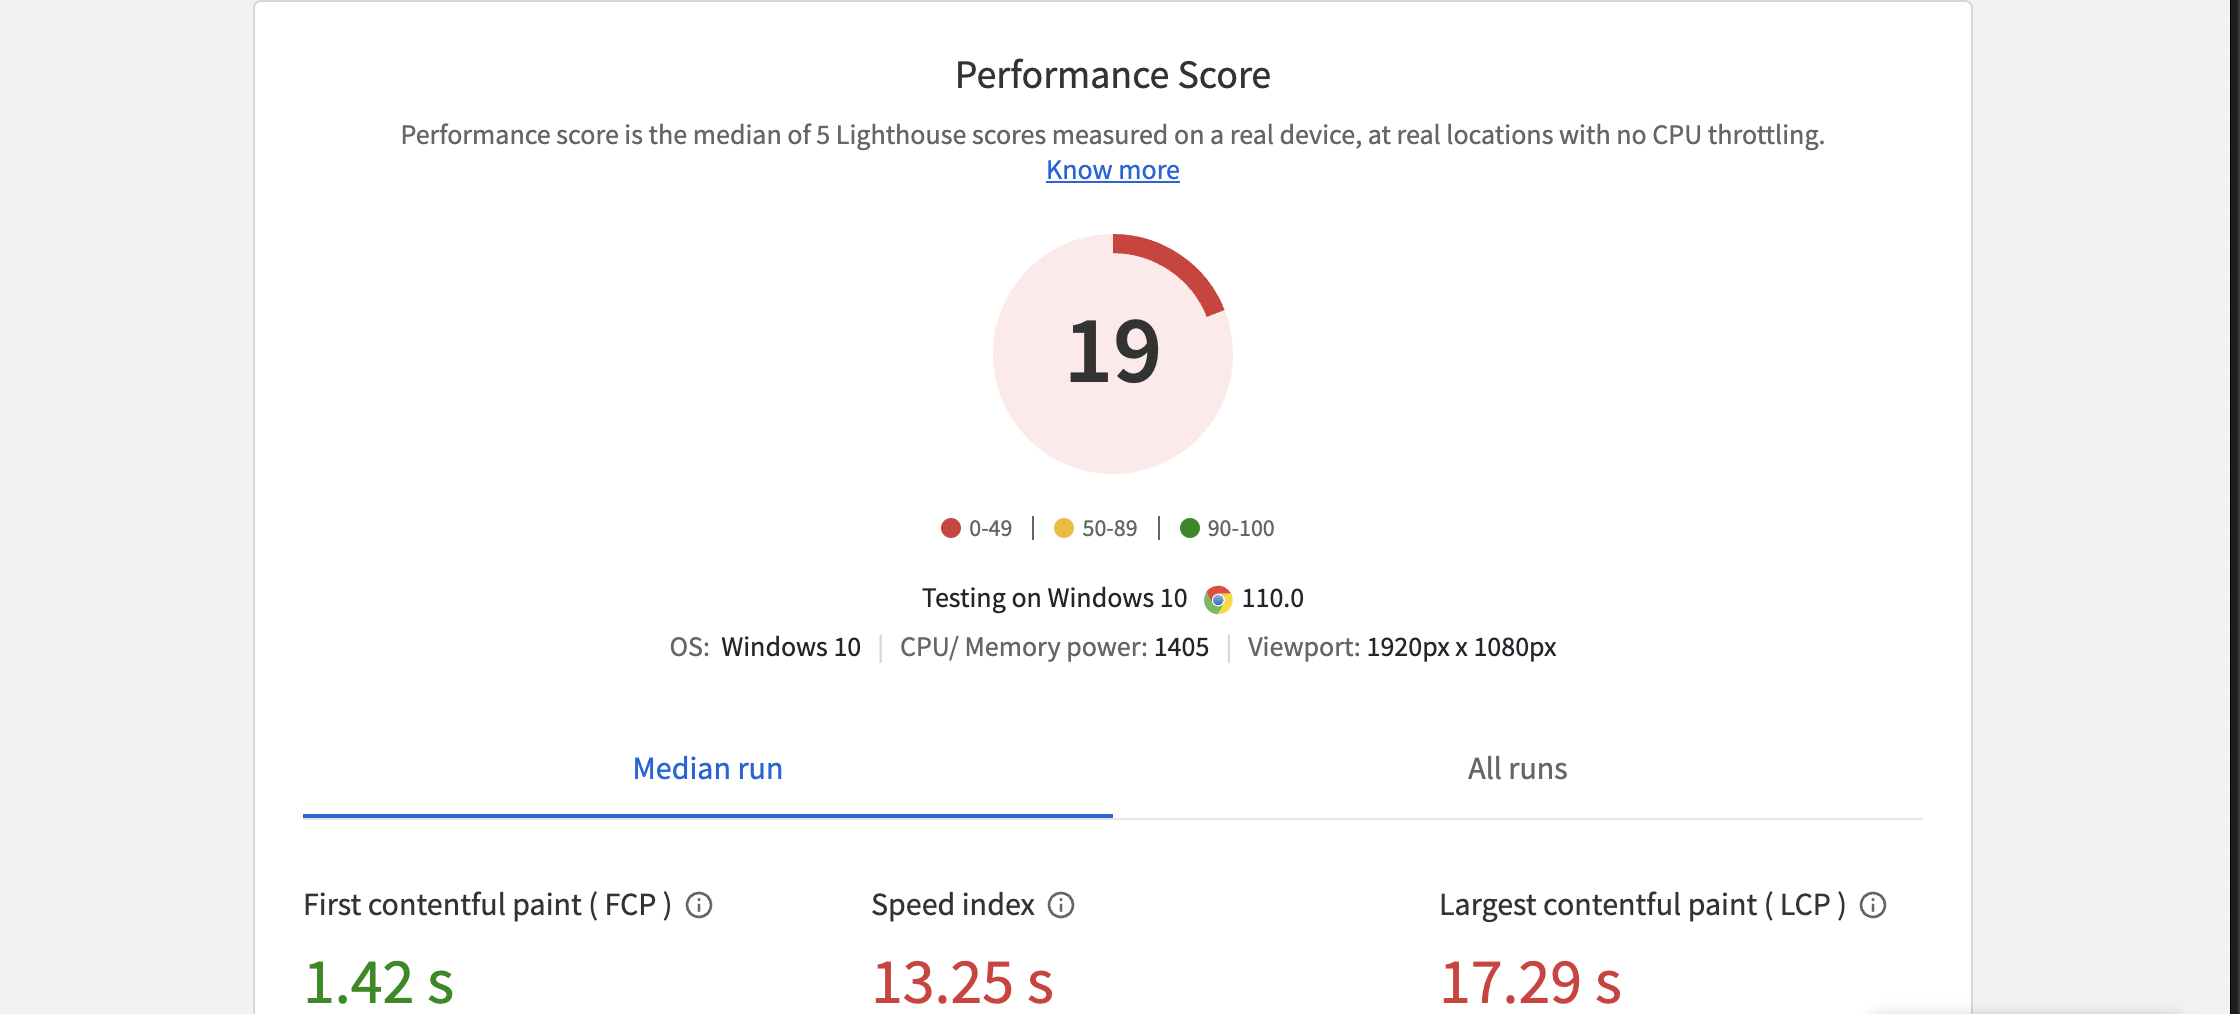 Performance Score
Performance score is the median of 5 Lighthouse scores measured on a real device, at real locations with no CPU throttling.
Know more
19
0-49 | 50-89 | 90-100
Testing on Windows 10 110.0
OS: Windows 10 | CPU/ Memory power: 1405 | Viewport: 1920px x 1080px
Median run All runs
First contentful paint ( FCP ) Speed index Largest contentful paint ( LCP )
1.42 s 13.25 s 17.29 s